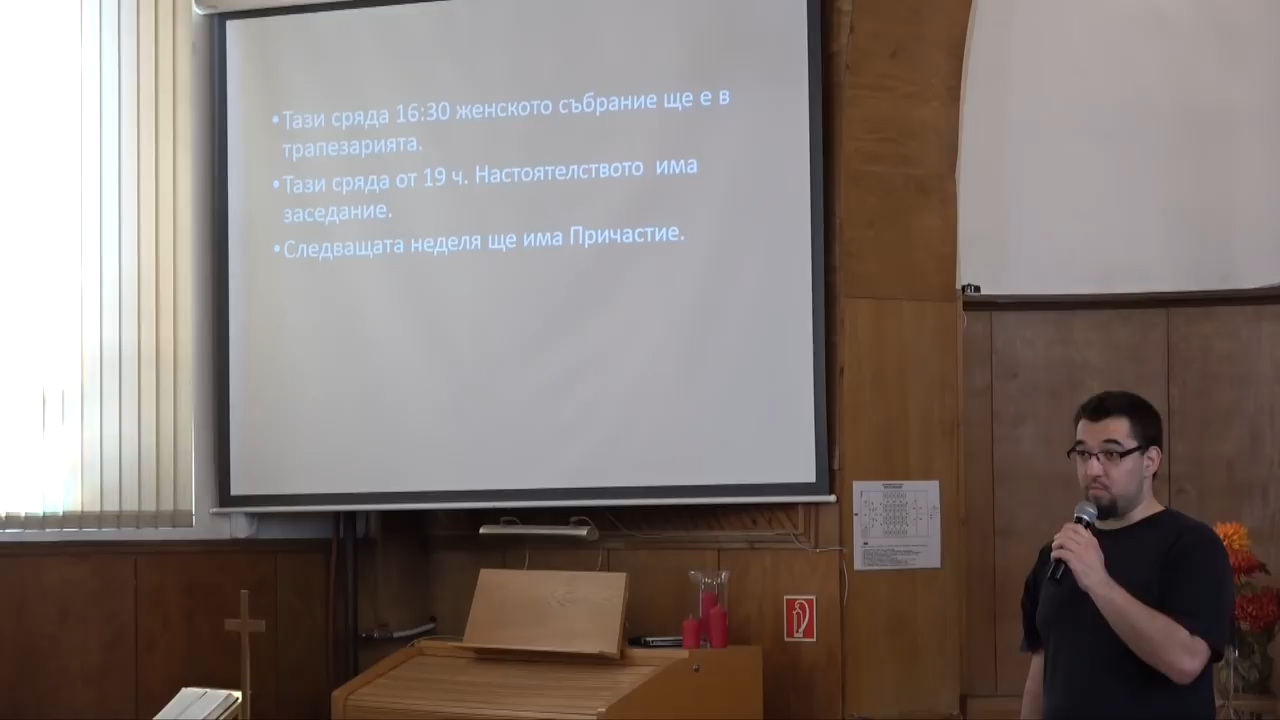 • Тази сряда 16:30 женското събрание ще е в
трапезарията.
• Тази сряда от 19 ч. Настоятелството има
заседание.
• Следващата неделя ще има Причастие.